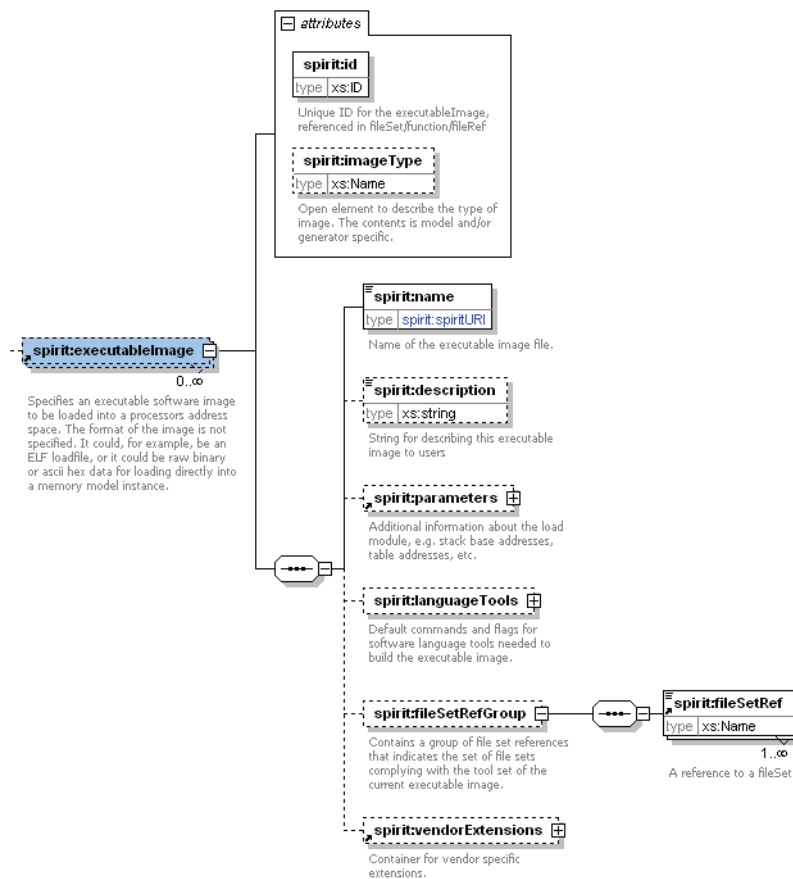 attributes
spirit:id
type xs:ID
Unique ID for the executableImage,
referenced in fileSet/function/fileRef
spirit:imageType
type xs:Name
Open element to describe the type of
image. The contents is model and/or
generator specific.
spirit:executableImage
0..∞
Specifies an executable software image
to be loaded into a processors address
space. The format of the image is not
specified. It could, for example, be an
ELF loadfile, or it could be raw binary
or ascii hex data for loading directly into
a memory model instance.
spirit:name
type spirit:spiritURI
Name of the executable image file.
spirit:description
type xs:string
String for describing this executable
image to users
spirit:parameters
Additional information about the load
module, e.g. stack base addresses,
table addresses, etc.
spirit:languageTools
Default commands and flags for
software language tools needed to
build the executable image.
spirit:fileSetRefGroup
Contains a group of file set references
that indicates the set of file sets
complying with the tool set of the
current executable image.
spirit:fileSetRef
type xs:Name
1..∞
A reference to a fileSet
spirit:vendorExtensions
Container for vendor specific
extensions.